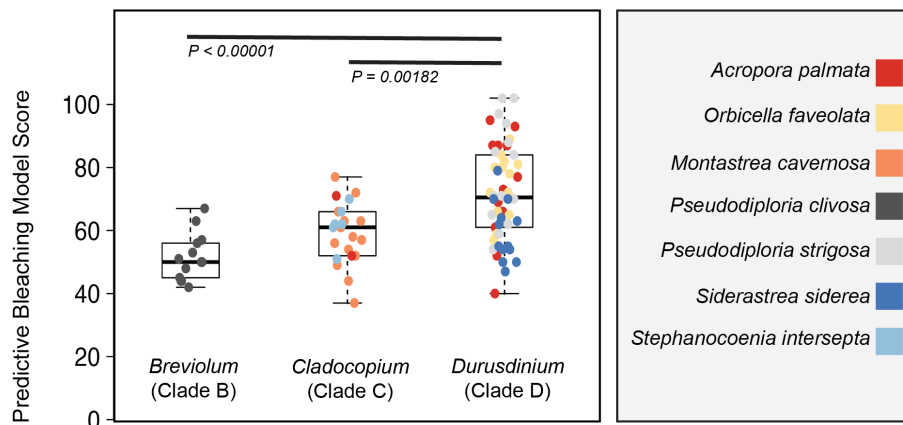 Predictive Bleaching Model Score
100
80
60
40
20
0
P < 0.00001
P = 0.00182
Breviolum
(Clade B)
Cladocopium
(Clade C)
Durusdinium
(Clade D)
Acropora palmata
Orbicella faveolata
Montastrea cavernosa
Pseudodiploria clivosa
Pseudodiploria strigosa
Siderastrea siderea
Stephanocoenia intersepta